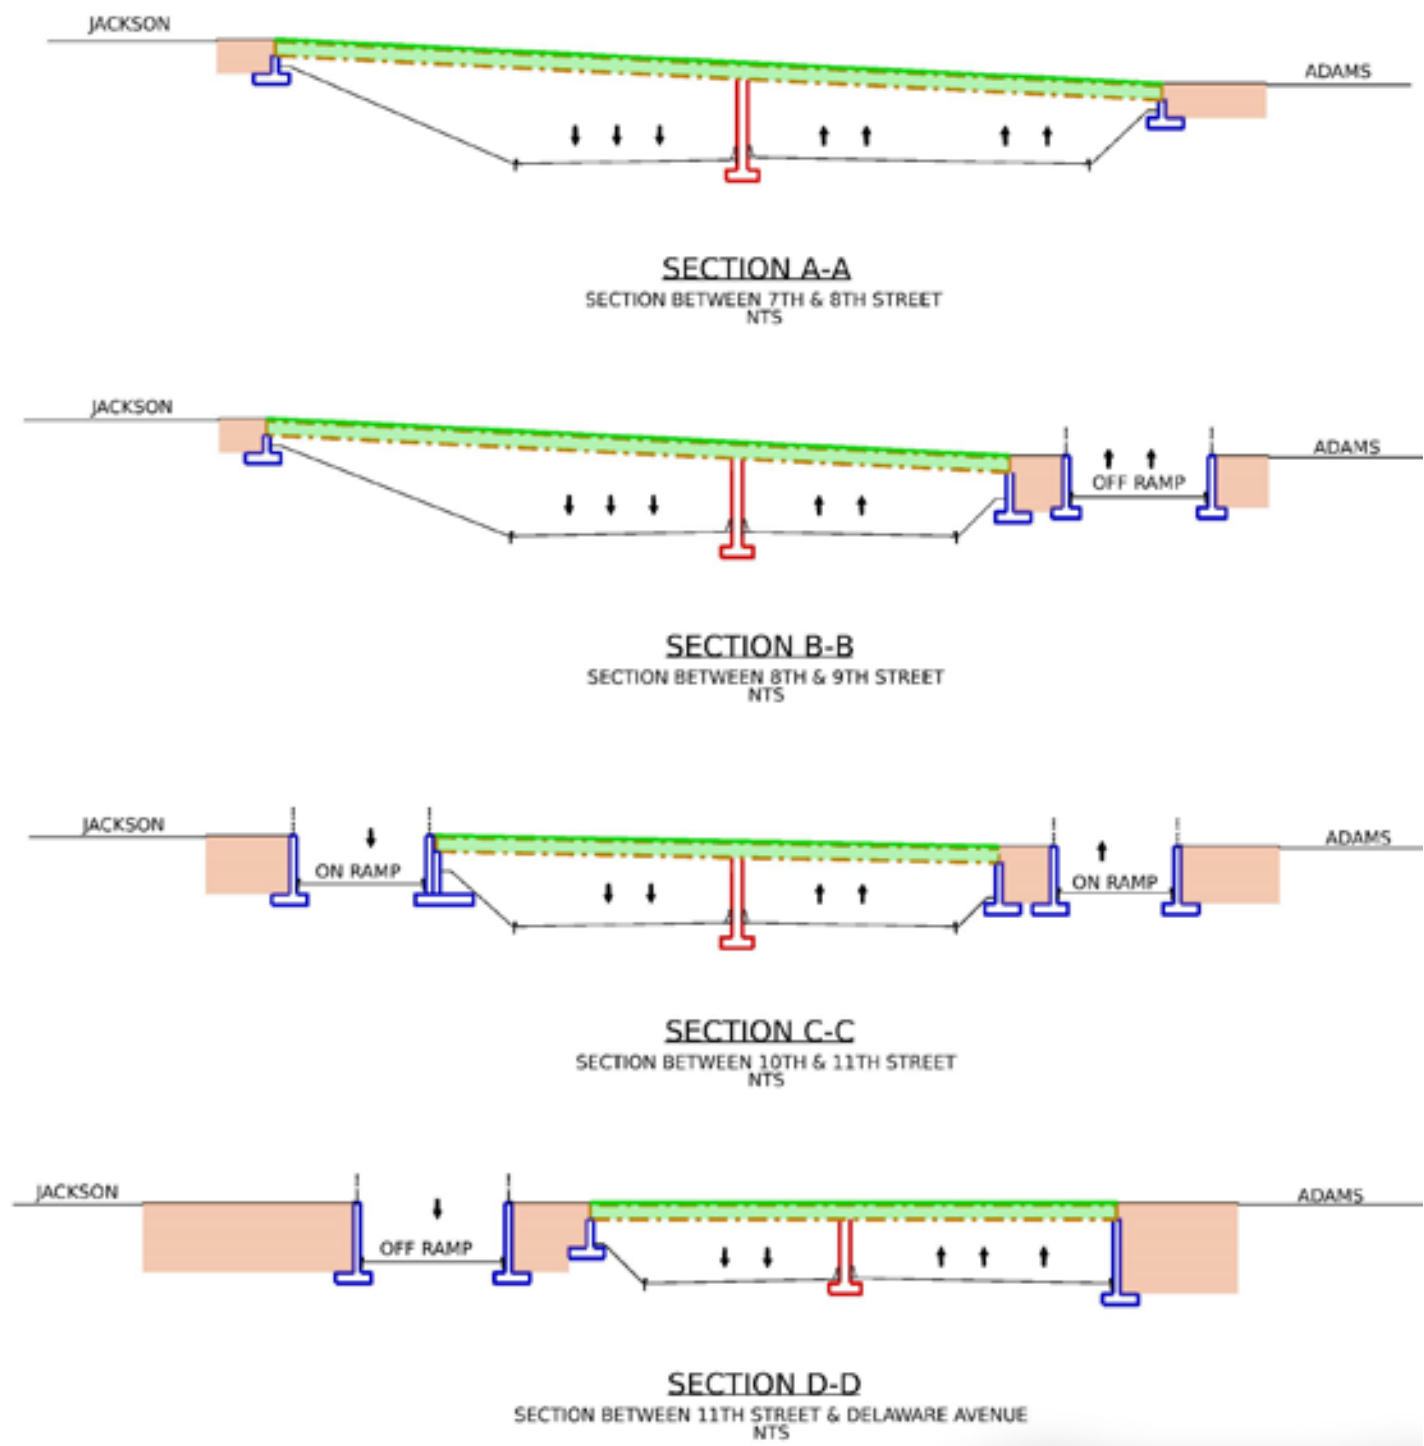 JACKSON
ADAMS
SECTION A-A
SECTION BETWEEN 7TH & 8TH STREET
NTS
JACKSON
ADAMS
OFF RAMP
SECTION B-B
SECTION BETWEEN 8TH & 9TH STREET
NTS
JACKSON
ADAMS
ON RAMP
ON RAMP
SECTION C-C
SECTION BETWEEN 10TH & 11TH STREET
NTS
JACKSON
ADAMS
OFF RAMP
SECTION D-D
SECTION BETWEEN 11TH STREET & DELAWARE AVENUE
NTS